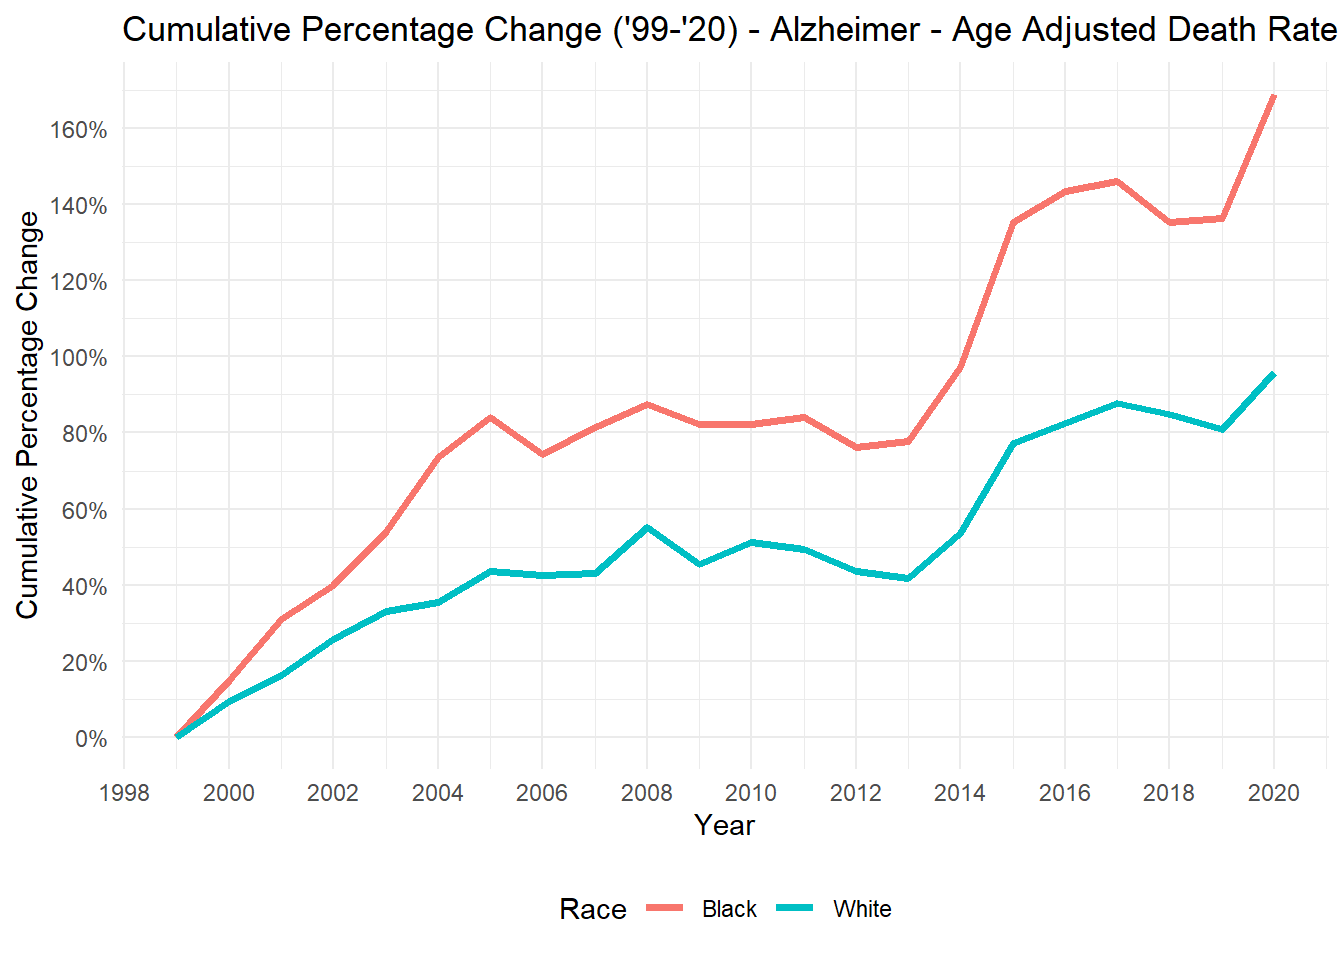 Cumulative Percentage Change ('99-'20) - Alzheimer - Age Adjusted Death Rate
Cumulative Percentage Change
160%
140%
120%
100%
80%
60%
40%
20%
0%
1998 2000 2002 2004 2006 2008 2010 2012 2014 2016 2018 2020
Year
Race Black White